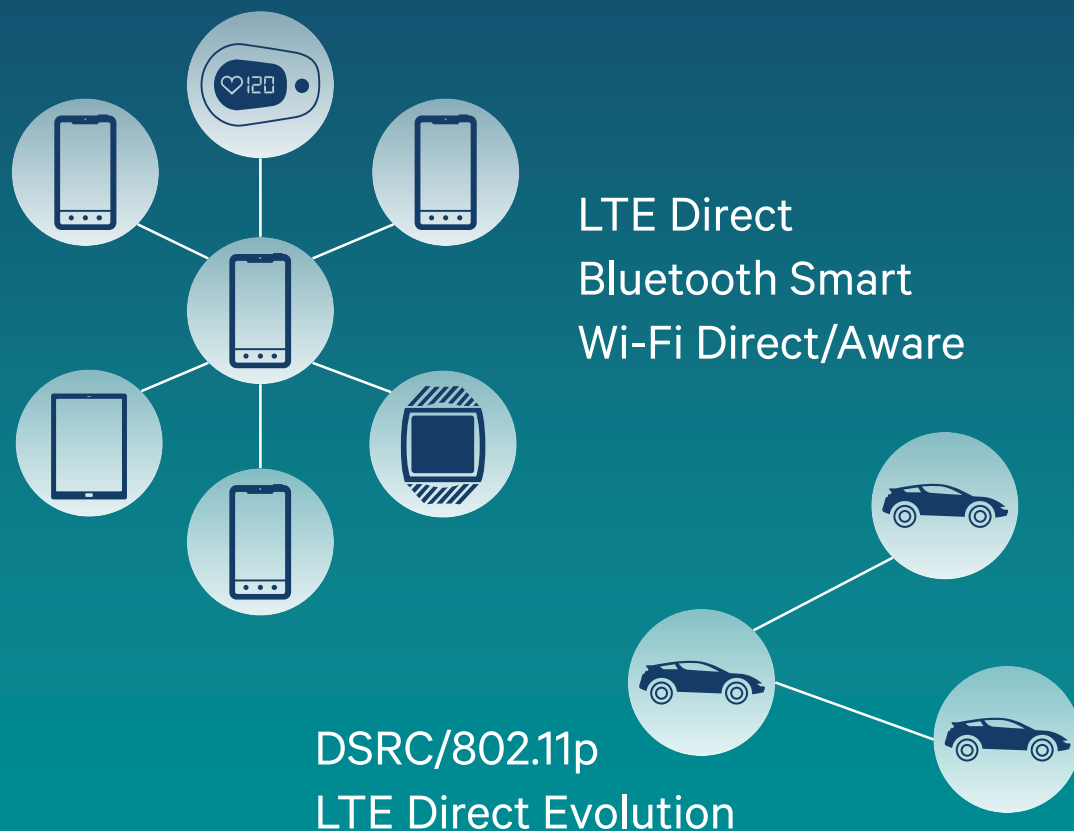 120
LTE Direct
Bluetooth Smart
Wi-Fi Direct/Aware
DSRC/802.11p
LTE Direct Evolution